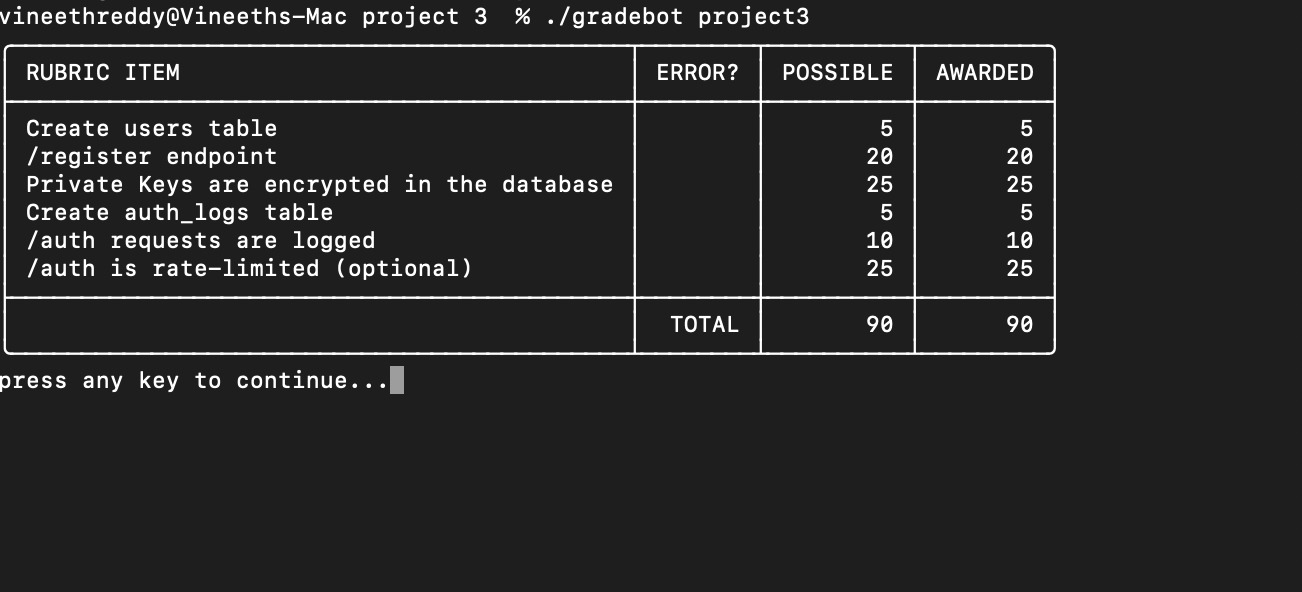 vineethreddy@Vineeths-Mac project 3  % ./gradebot project3
RUBRIC ITEM ERROR? POSSIBLE AWARDED
Create users table 5 5
/register endpoint 20 20
Private Keys are encrypted in the database 25 25
Create auth_logs table 5 5
/auth requests are logged 10 10
/auth is rate-limited (optional) 25 25
TOTAL 90 90
press any key to continue...